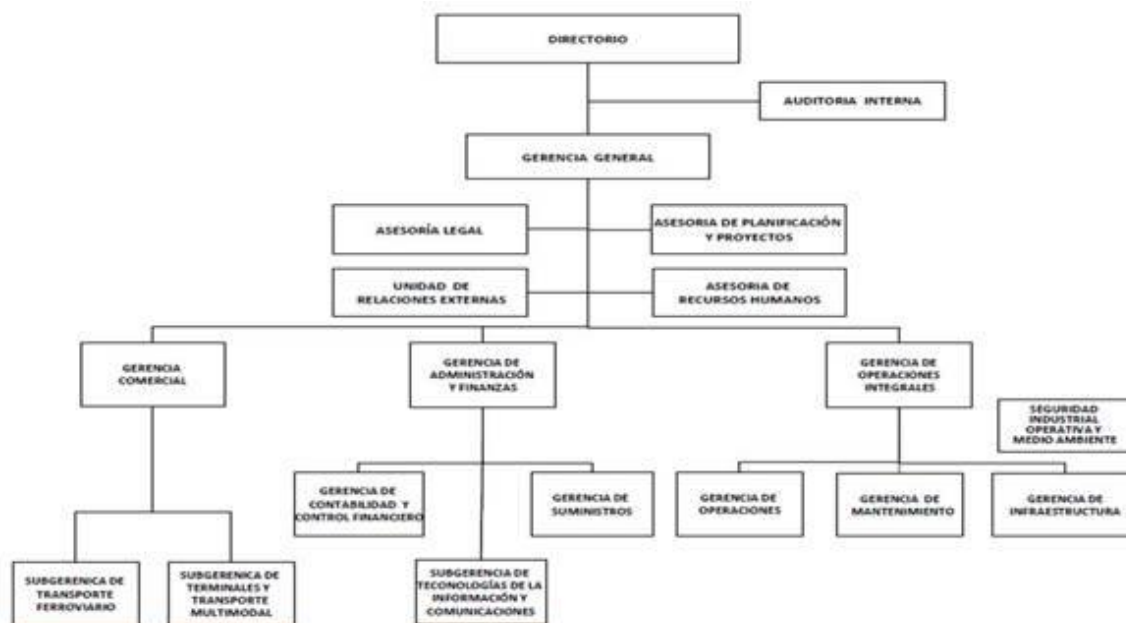 DIRECTORIO
AUDITORIA INTERNA
GERENCIA GENERAL
ASESORÍA LEGAL
ASESORIA DE PLANIFICACIÓN
Y PROYECTOS
UNIDAD DE
RELACIONES EXTERNAS
ASESORIA DE
RECURSOS HUMANOS
GERENCIA
COMERCIAL
GERENCIA DE
ADMINISTRACIÓN
Y FINANZAS
GERENCIA DE
OPERACIONES
INTEGRALES
SEGURIDAD
INDUSTRIAL
OPERATIVA Y
MEDIO AMBIENTE
GERENCIA DE
CONTABILIDAD Y
CONTROL FINANCIERO
GERENCIA DE
SUMINISTROS
GERENCIA DE
OPERACIONES
GERENCIA DE
MANTENIMIENTO
GERENCIA DE
INFRAESTRUCTURA
SUBGERENICA DE
TRANSPORTE
FERROVIARIO
SUBGERENICA DE
TERMINALES Y
TRANSPORTE
MULTIMODAL
SUBGERENCIA DE
TECONOLOGÍAS DE LA
INFORMACIÓN Y
COMUNICACIONES